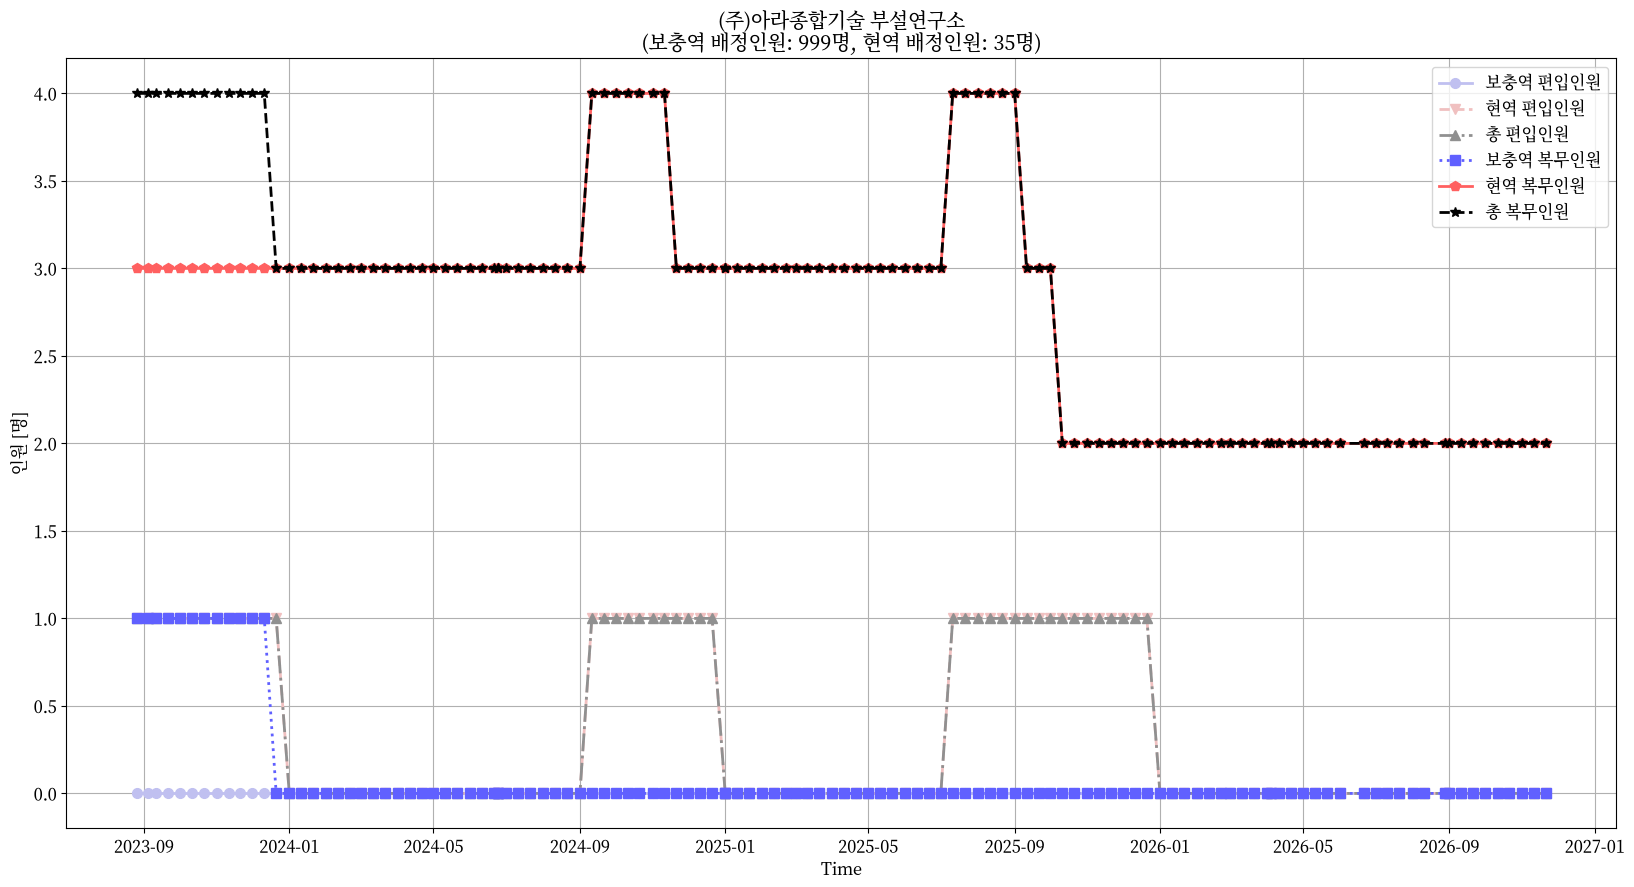 (주)아라종합기술 부설연구소
(보충역 배정인원: 999명, 현역 배정인원: 35명)
보충역 편입인원
현역 편입인원
총 편입인원
보충역 복무인원
현역 복무인원
총 복무인원
4.0
3.5
3.0
2.5
2.0
1.5
1.0
0.5
0.0
인원 [명]
2023-09
2024-01
2024-05
2024-09
2025-01
2025-05
2025-09
2026-01
2026-05
2026-09
2027-01
Time